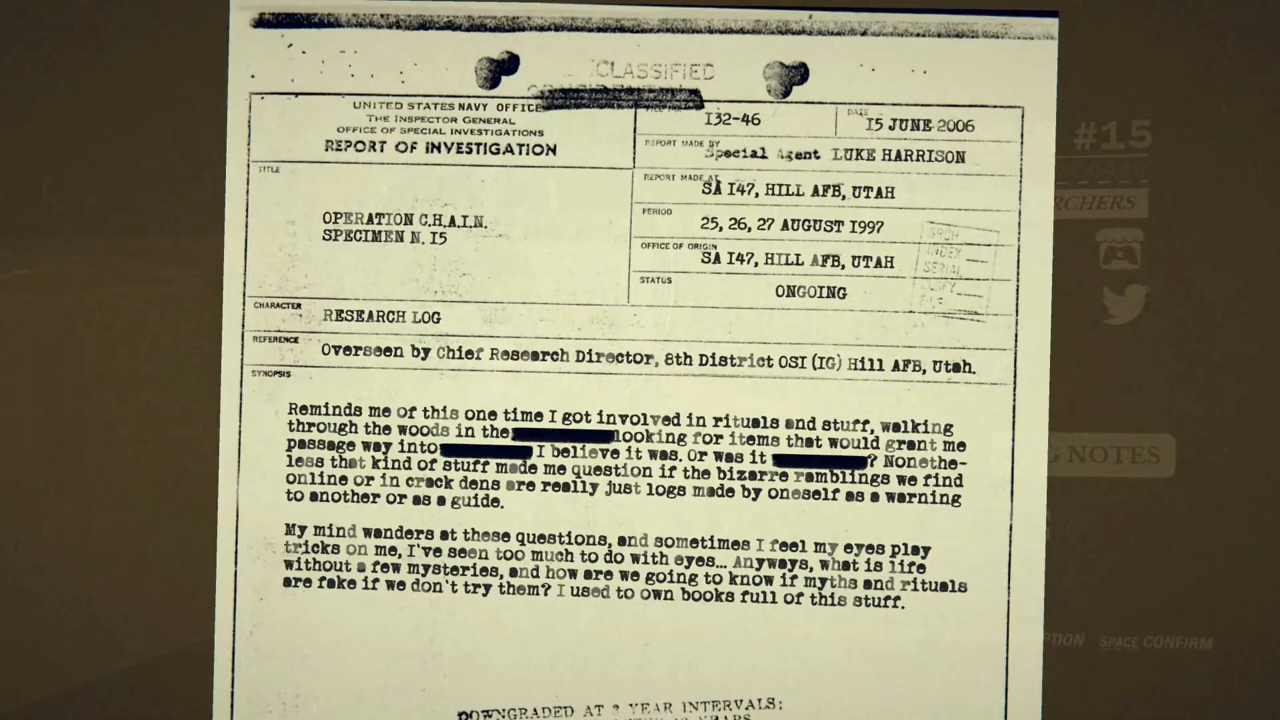 CLASSIFIED
UNITED STATES NAVY OFFICE
THE INSPECTOR GENERAL
OFFICE OF SPECIAL INVESTIGATIONS
REPORT OF INVESTIGATION
I32-46
DATE
I5 JUNE 2006
REPORT MADE BY
Special Agent LUKE HARRISON
REPORT MADE AT
SA I47, HILL AFB, UTAH
TITLE
OPERATION C.H.A.I.N.
SPECIMEN N. I5
PERIOD
25, 26, 27 AUGUST I997
OFFICE OF ORIGIN
SA I47, HILL AFB, UTAH
STATUS
ONGOING
SRCH
INDEX
SERIAL
FILE
CHARACTER
RESEARCH LOG
REFERENCE
Overseen by Chief Research Director, 8th District OSI (IG) Hill AFB, Utah.
SYNOPSIS
Reminds me of this one time I got involved in rituals and stuff, walking
through the woods in the looking for items that would grant me
passage way into I believe it was. Or was it ? Nonethe-
less that kind of stuff made me question if the bizarre ramblings we find
online or in crack dens are really just logs made by oneself as a warning
to another or as a guide.
My mind wanders at these questions, and sometimes I feel my eyes play
tricks on me, I've seen too much to do with eyes... Anyways, what is life
without a few mysteries, and how are we going to know if myths and rituals
are fake if we don't try them? I used to own books full of this stuff.
DOWNGRADED AT 3 YEAR INTERVALS;
#15
RCHERS
G NOTES
PTION SPACE CONFIRM